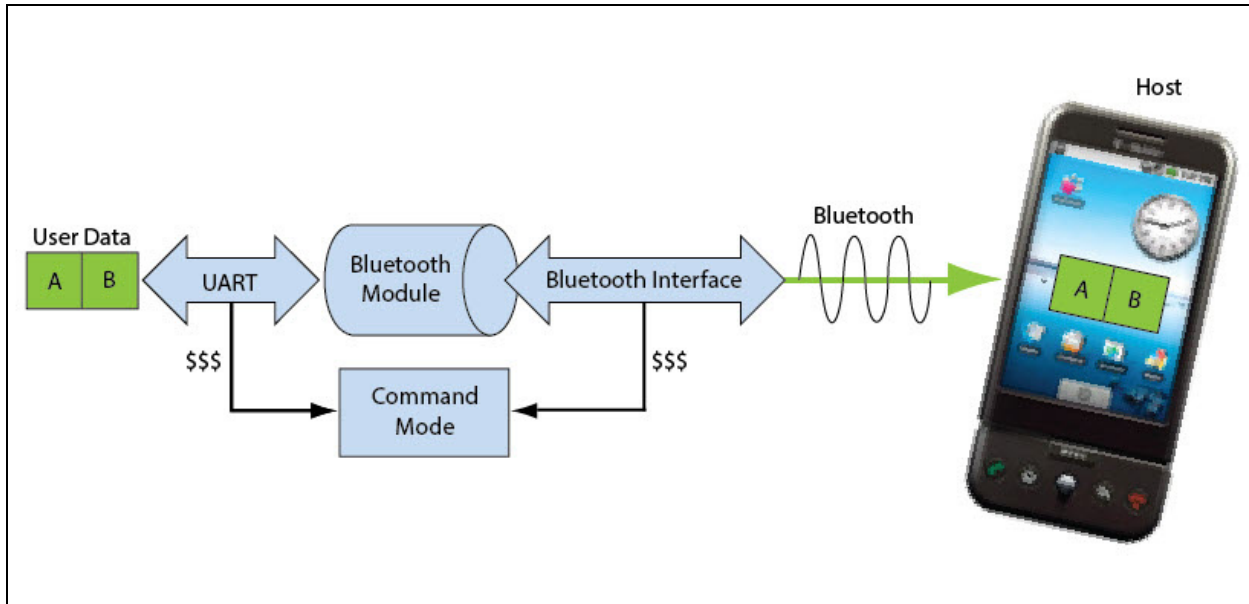 Host
Bluetooth
User Data
A B
UART
Bluetooth
Module
Bluetooth Interface
A B
$$$
$$$
Command
Mode